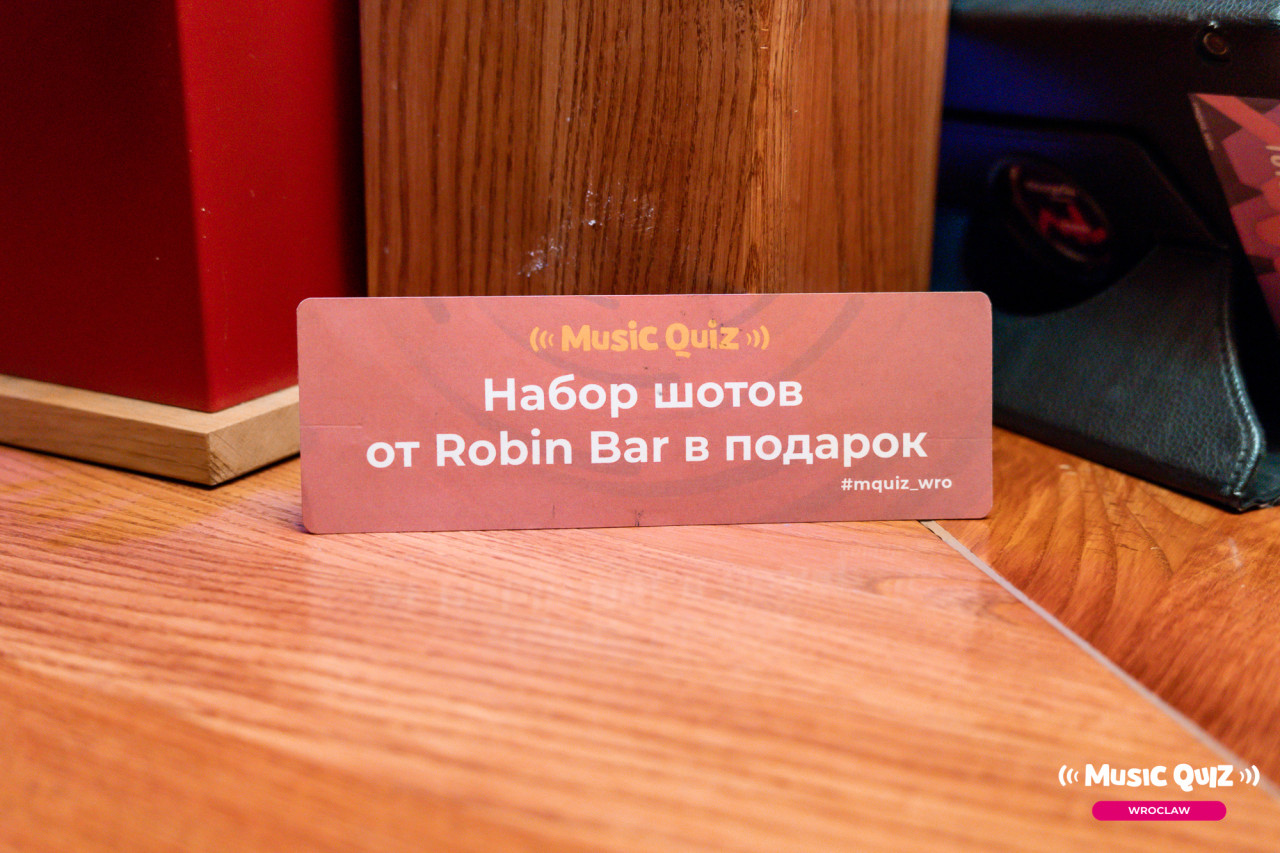 Music Quiz
Набор шотов
от Robin Bar в подарок
#mquiz_wro
Music Quiz
WROCLAW